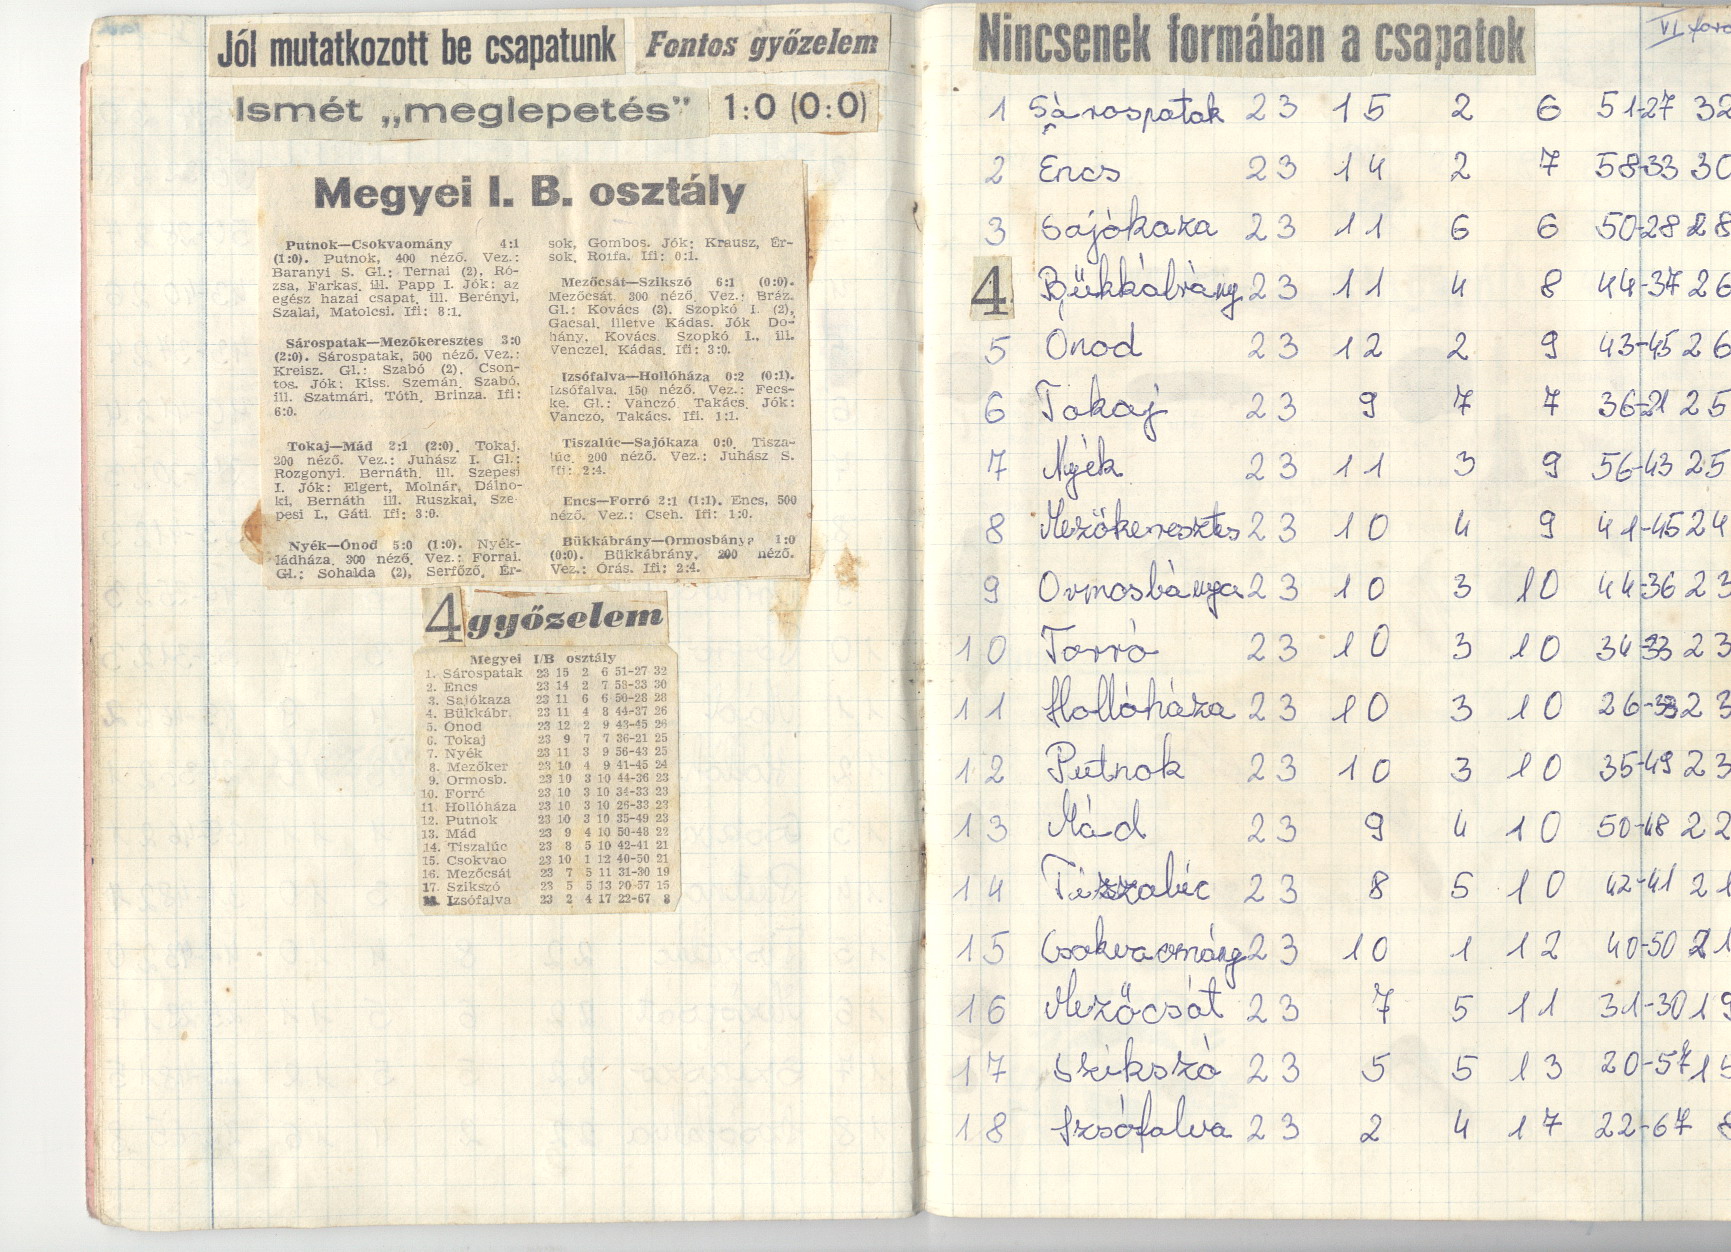 Jól mutatkozott be csapatunk
Fontos győzelem
Ismét „meglepetés”
1:0 (0:0)
Megyei I. B. osztály
Putnok—Csokvaomány 4:1
(1:0). Putnok, 400 néző. Vez.:
Baranyi S. Gl.: Ternai (2), Ró-
zsa, Farkas, ill. Papp I. Jók: az
egész hazai csapat, ill. Berényi,
Szalai, Matolcsi. Ifi: 8:1.
Sárospatak—Mezőkeresztes 3:0
(2:0). Sárospatak, 500 néző. Vez.:
Kreisz. Gl.: Szabó (2), Cson-
tos. Jók: Kiss, Szemán, Szabó,
ill. Szatmári, Tóth, Brinza. Ifi:
6:0.
Tokaj—Mád 2:1 (2:0). Tokaj,
200 néző. Vez.: Juhász I. Gl.:
Rozgonyi, Bernáth, ill. Szepesi
I. Jók: Elgert, Molnár, Dálno-
ki, Bernáth ill. Ruszkai, Sze-
pesi I., Gáti. Ifi: 3:0.
Nyék—Ónod 5:0 (1:0). Nyék-
ládháza, 300 néző. Vez.: Forrai.
Gl.: Sohalda (2), Serfőző, Ér-
sok, Gombos. Jók: Krausz, Ér-
sok, Rolfa. Ifi: 0:1.
Mezőcsát—Szikszó 6:1 (0:0).
Mezőcsát, 300 néző. Vez.: Bráz.
Gl.: Kovács (3), Szopkó I. (2),
Gacsal, illetve Kádas. Jók: Do-
hány, Kovács, Szopkó I., ill.
Venczel, Kádas. Ifi: 3:0.
Izsófalva—Hollóháza 0:2 (0:1).
Izsófalva, 150 néző. Vez.: Fecs-
ke. Gl.: Vanczó, Takács. Jók:
Vanczó, Takács. Ifi. 1:1.
Tiszalúc—Sajókaza 0:0. Tisza-
lúc, 200 néző. Vez.: Juhász S.
Ifi: 2:4.
Encs—Forró 2:1 (1:1). Encs, 500
néző. Vez.: Cseh. Ifi: 1:0.
Bükkábrány—Ormosbánya 1:0
(0:0). Bükkábrány, 200 néző.
Vez.: Órás. Ifi: 2:4.
4 győzelem
Megyei I/B osztály
1. Sárospatak 23 15 2 6 51-27 32
2. Encs 23 14 2 7 58-33 30
3. Sajókaza 23 11 6 6 50-28 28
4. Bükkábr. 23 11 4 8 44-37 26
5. Ónod 23 12 2 9 43-45 26
6. Tokaj 23 9 7 7 36-21 25
7. Nyék 23 11 3 9 56-43 25
8. Mezőker 23 10 4 9 41-45 24
9. Ormosb. 23 10 3 10 44-36 23
10. Forró 23 10 3 10 34-33 23
11. Hollóháza 23 10 3 10 26-33 23
12. Putnok 23 10 3 10 35-49 23
13. Mád 23 9 4 10 50-48 22
14. Tiszalúc 23 8 5 10 42-41 21
15. Csokvao 23 10 1 12 40-50 21
16. Mezőcsát 23 7 5 11 31-30 19
17. Szikszó 23 5 5 13 20-57 15
Izsófalva 23 2 4 17 22-67 8
Nincsenek formában a csapatok
VI
1 Sárospatak 23 15 2 6 51-27 32
2 Encs 23 14 2 7 58-33 30
3 Sajókaza 23 11 6 6 50-28 28
4 Bükkábrány 23 11 4 8 44-37 26
5 Ónod 23 12 2 9 43-45 26
6 Tokaj 23 9 7 7 36-21 25
7 Nyék 23 11 3 9 56-43 25
8 Mezőkeresztes 23 10 4 9 41-45 24
9 Ormosbánya 23 10 3 10 44-36 23
10 Forró 23 10 3 10 34-33 23
11 Hollóháza 23 10 3 10 26-33 23
12 Putnok 23 10 3 10 35-49 23
13 Mád 23 9 4 10 50-48 22
14 Tiszalúc 23 8 5 10 42-41 21
15 Csokvaomány 23 10 1 12 40-50 21
16 Mezőcsát 23 7 5 11 31-30 19
17 Szikszó 23 5 5 13 20-57 15
18 Izsófalva 23 2 4 17 22-67 8